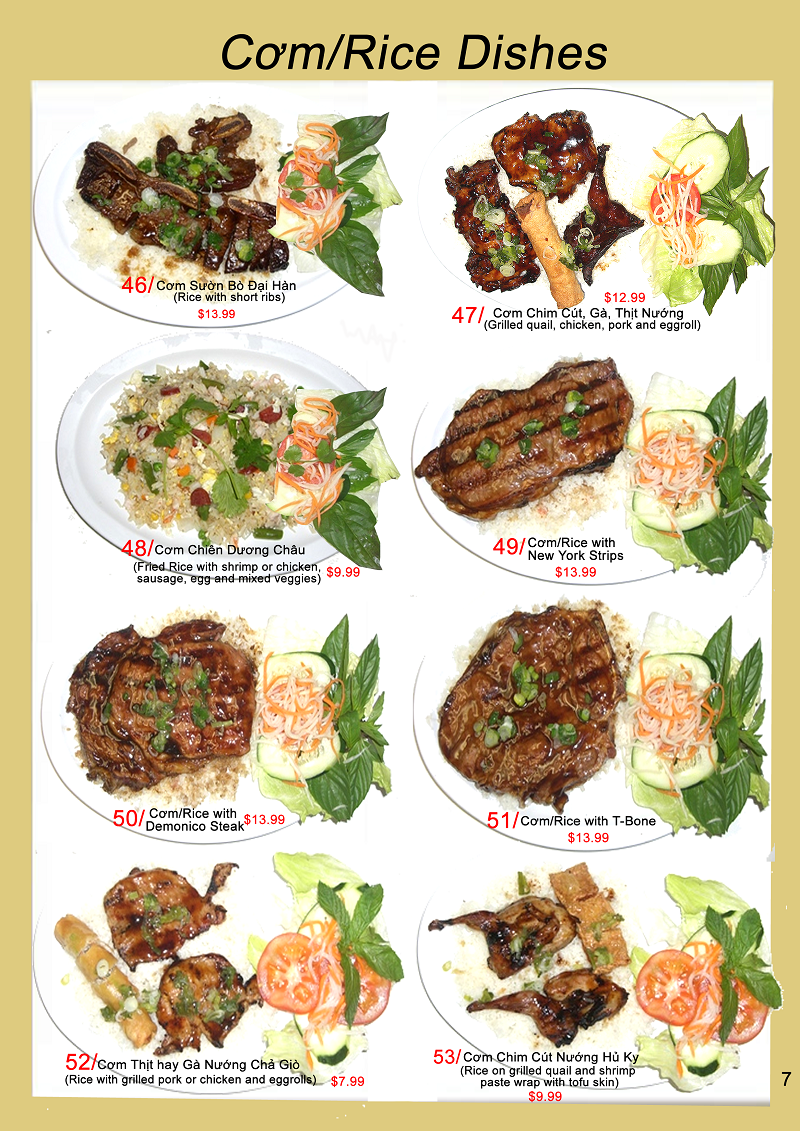 Cơm/Rice Dishes
46/ Cơm Sườn Bò Đại Hàn
(Rice with short ribs)
$13.99
$12.99
47/ Cơm Chim Cút, Gà, Thịt Nướng
(Grilled quail, chicken, pork and eggroll)
48/Cơm Chiên Dương Châu
(Fried Rice with shrimp or chicken,
sausage, egg and mixed veggies) $9.99
49/ Cơm/Rice with
New York Strips
$13.99
50/ Cơm/Rice with
Demonico Steak $13.99
51/Cơm/Rice with T-Bone
$13.99
52/Cơm Thịt hay Gà Nướng Chả Giò
(Rice with grilled pork or chicken and eggrolls) $7.99
53/ Cơm Chim Cút Nướng Hủ Ky
(Rice on grilled quail and shrimp
paste wrap with tofu skin)
$9.99
7